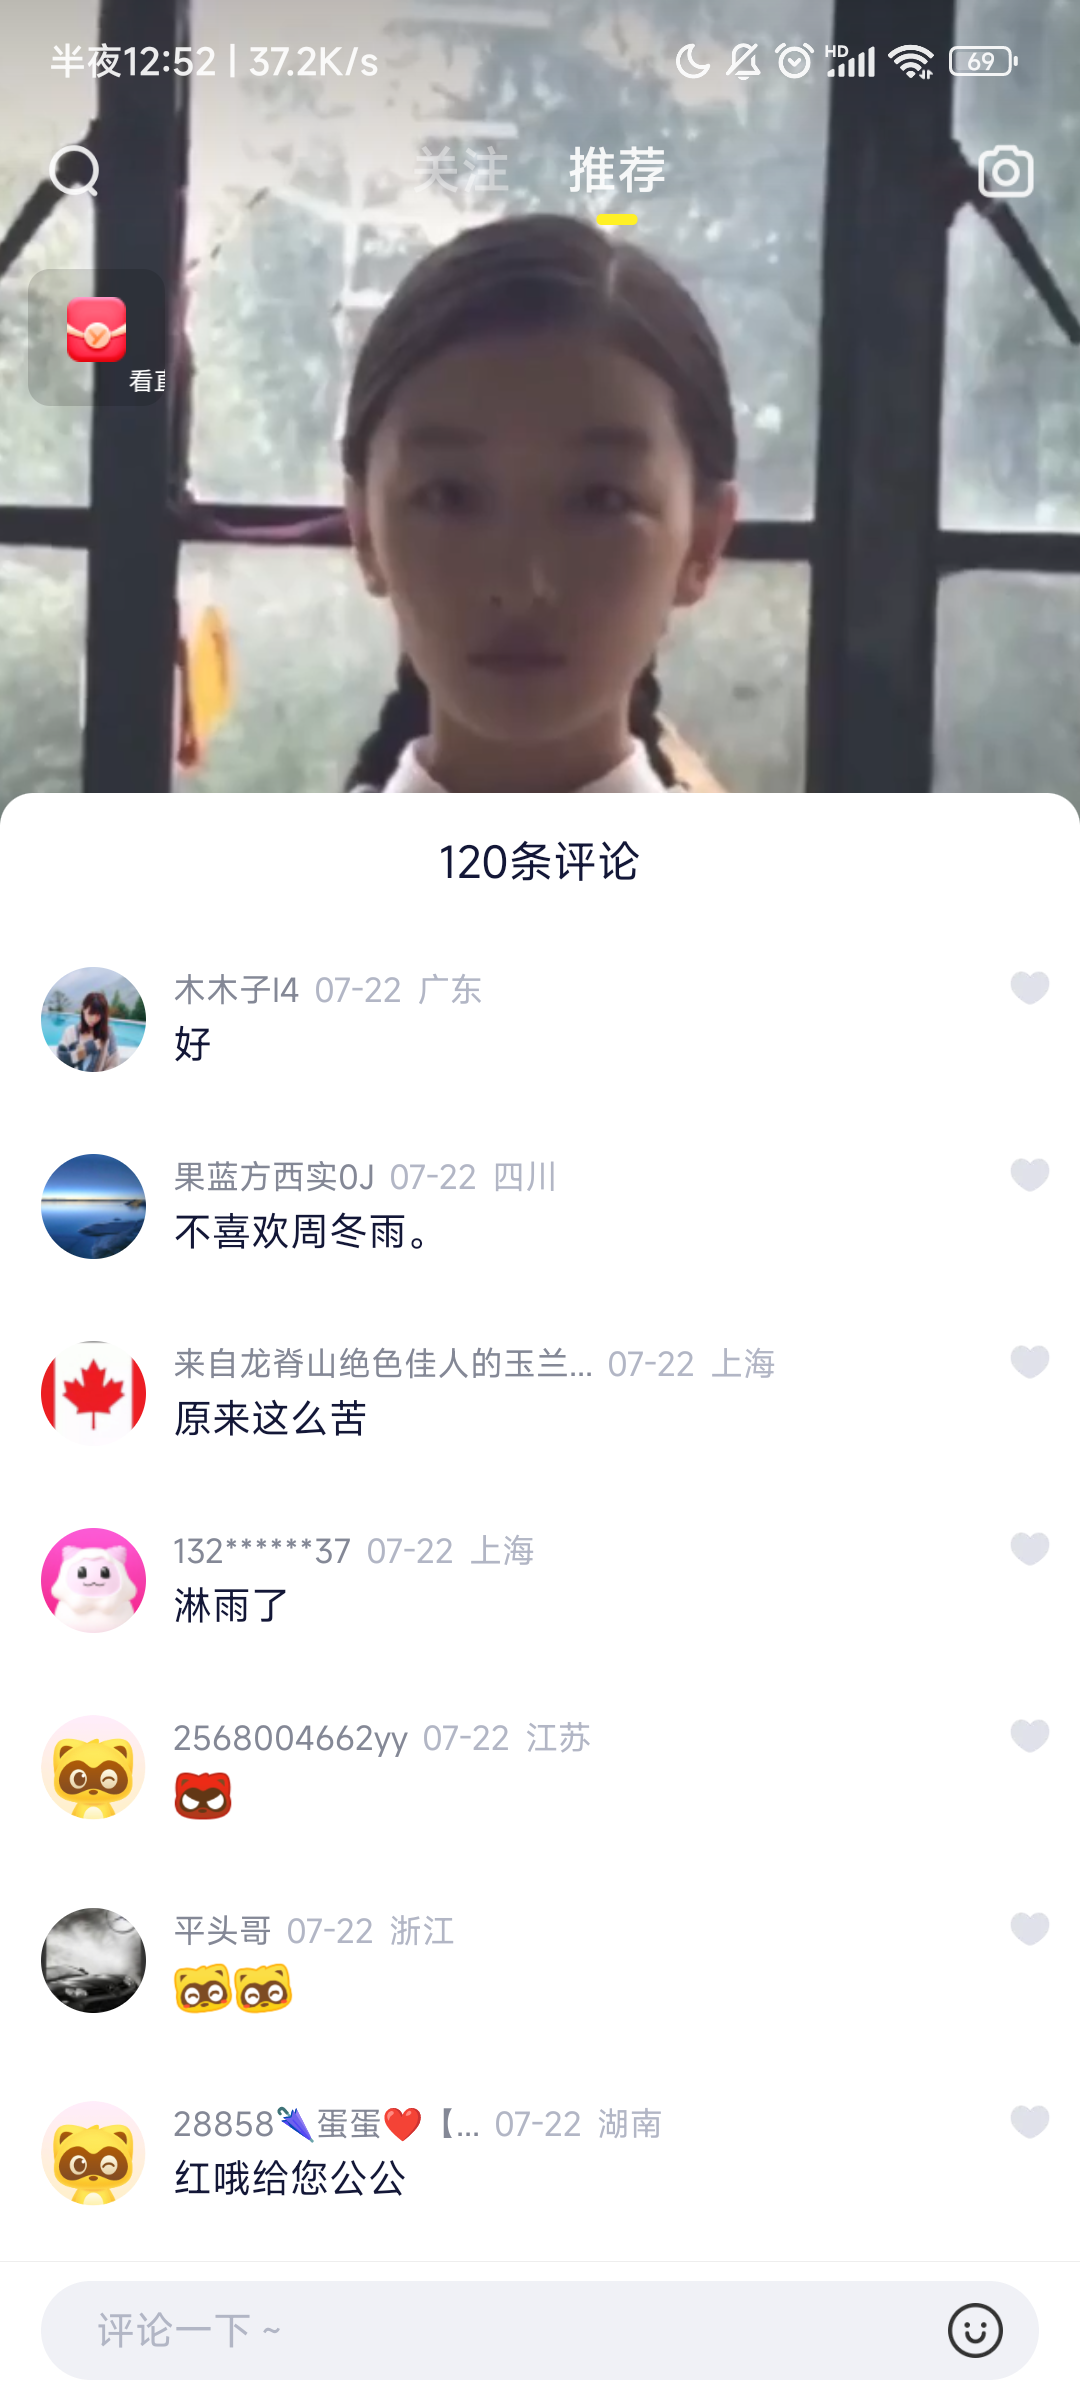 半夜12:52 | 37.2K/s
HD
69
关注 推荐
看直
120条评论
木木子l4 07-22 广东
好
果蓝方西实0J 07-22 四川
不喜欢周冬雨。
来自龙脊山绝色佳人的玉兰... 07-22 上海
原来这么苦
132******37 07-22 上海
淋雨了
2568004662yy 07-22 江苏
平头哥 07-22 浙江
28858🌂蛋蛋❤️【... 07-22 湖南
红哦给您公公
评论一下 ~